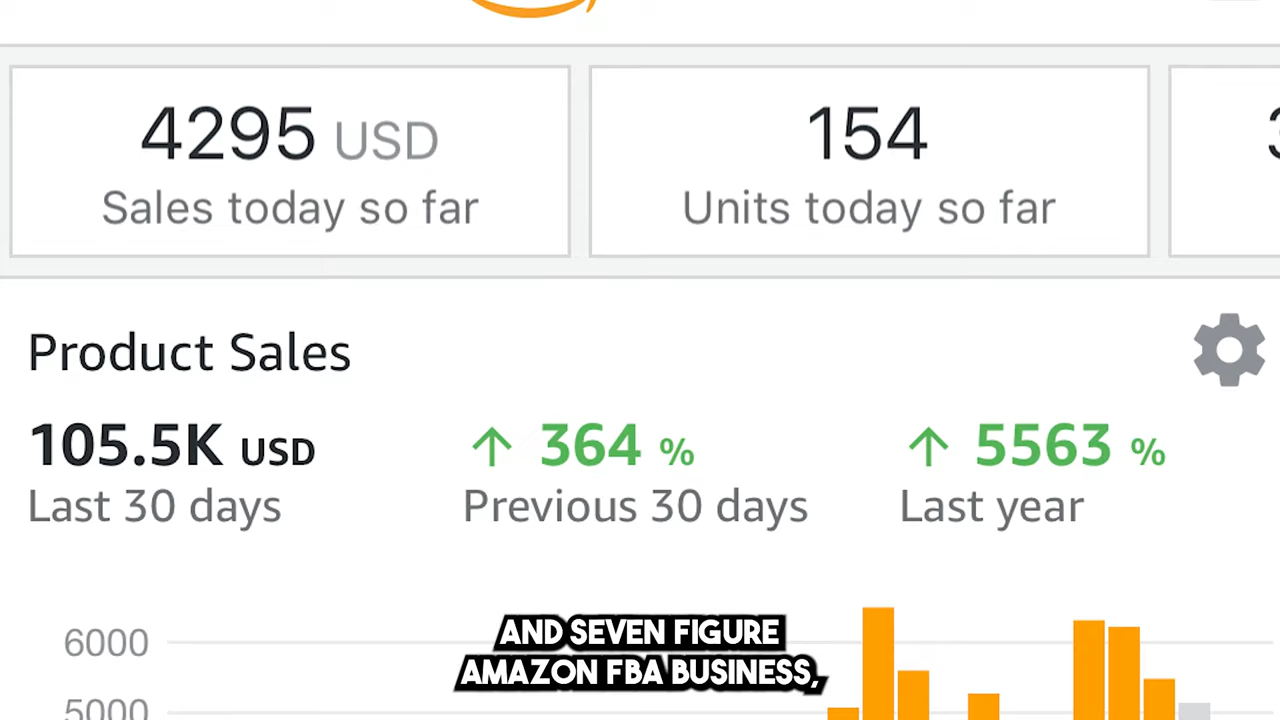 4295 USD
Sales today so far
154
Units today so far
Product Sales
105.5K USD
Last 30 days
↑ 364 %
Previous 30 days
↑ 5563 %
Last year
6000
5000
AND SEVEN FIGURE
AMAZON FBA BUSINESS,